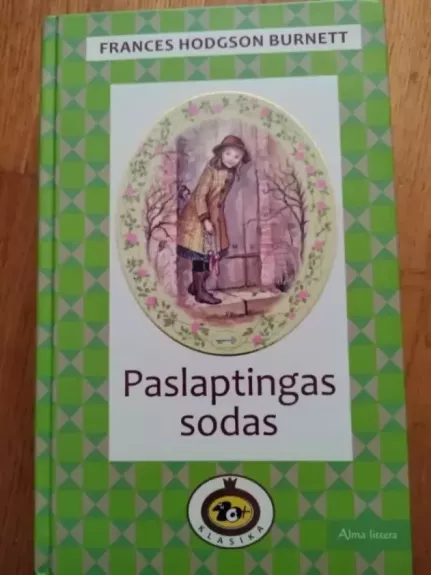 FRANCES HODGSON BURNETT
Paslaptingas
sodas
KLASIKA
Alma littera